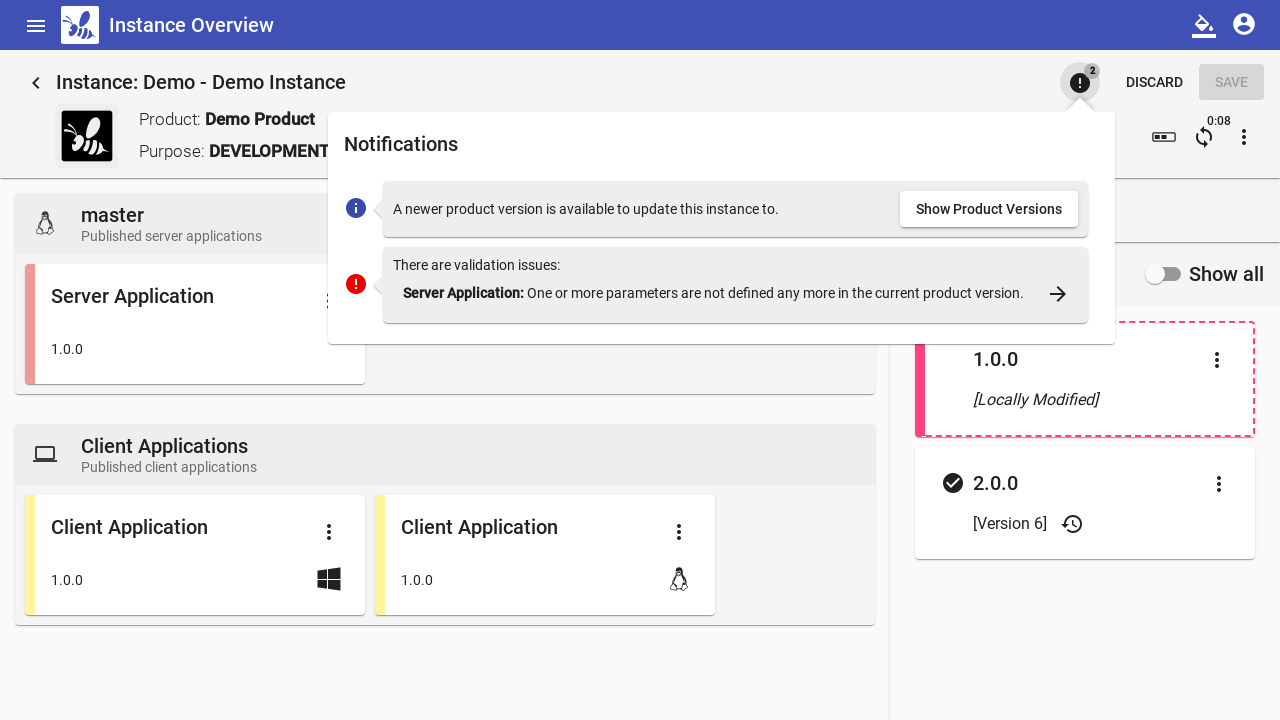 Instance Overview
Instance: Demo - Demo Instance
2
DISCARD
SAVE
Product: Demo Product
Purpose: DEVELOPMENT
0:08
Notifications
A newer product version is available to update this instance to.
Show Product Versions
There are validation issues:
Server Application: One or more parameters are not defined any more in the current product version.
master
Published server applications
Server Application
1.0.0
Show all
1.0.0
[Locally Modified]
2.0.0
[Version 6]
Client Applications
Published client applications
Client Application
1.0.0
Client Application
1.0.0